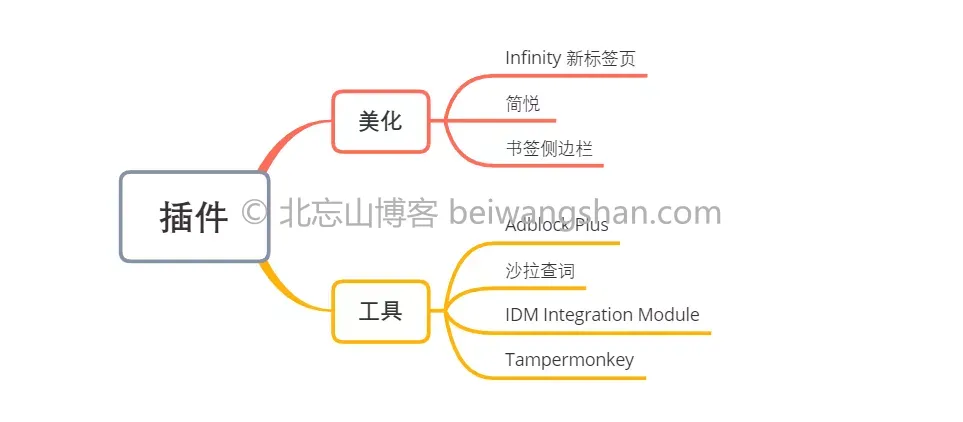 Infinity 新标签页
简悦
美化
书签侧边栏
插件
© 北忘山博客 beiwangshan.com
Adblock Plus
沙拉查词
工具
IDM Integration Module
Tampermonkey